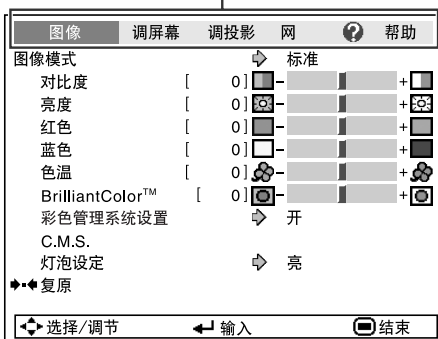 图像 调屏幕 调投影 网 ? 帮助
图像模式 标准
对比度 [ 0] - +
亮度 [ 0] - +
红色 [ 0] - +
蓝色 [ 0] - +
色温 [ 0] - +
BrilliantColor™ [ 0] - +
彩色管理系统设置 开
C.M.S.
灯泡设定 亮
复原
选择/调节 输入 结束